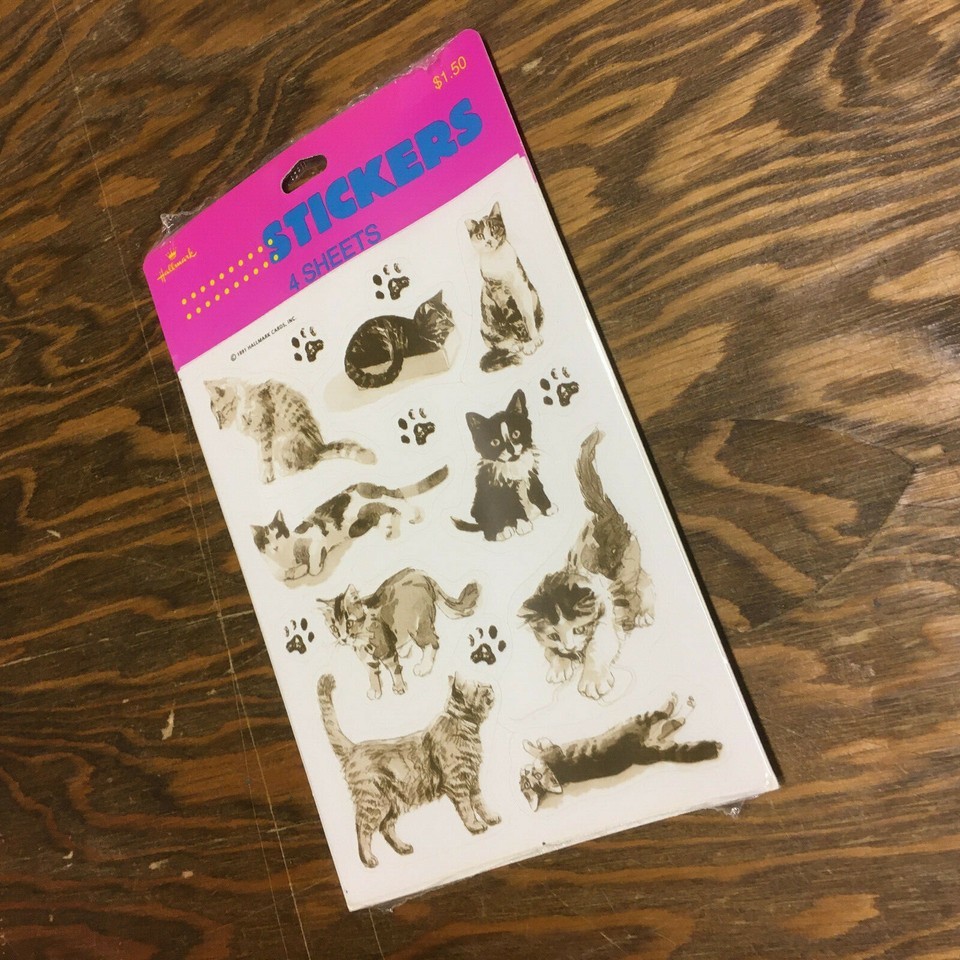 $1.50
STICKERS
Hallmark
4 SHEETS
© 1991 HALLMARK CARDS, INC.